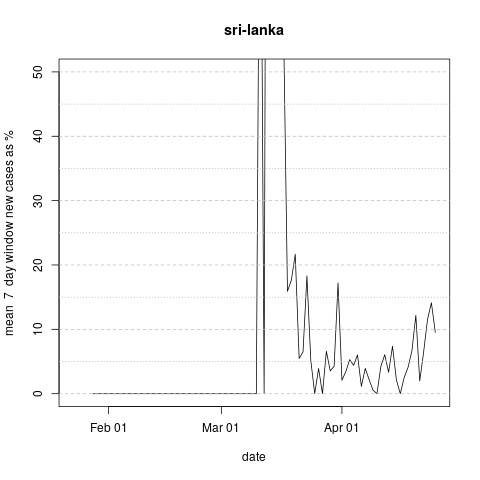 sri-lanka
mean 7 day window new cases as %
50
40
30
20
10
0
Feb 01
Mar 01
Apr 01
date